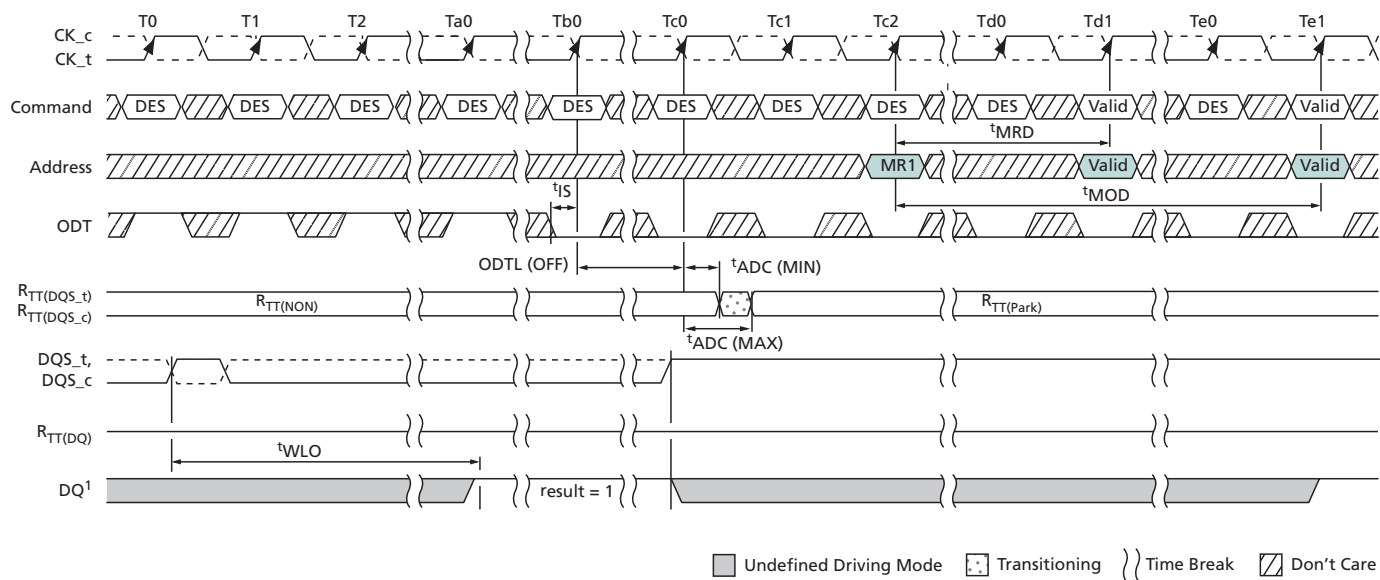 T0 T1 T2 Ta0 Tb0 Tc0 Tc1 Tc2 Td0 Td1 Te0 Te1
CK_c
CK_t
Command DES DES DES DES DES DES DES DES DES Valid DES Valid
tMRD
Address MR1 Valid Valid
tIS tMOD
ODT
ODTL (OFF) tADC (MIN)
RTT(DQS_t)
RTT(DQS_c)
RTT(NON) RTT(Park)
tADC (MAX)
DQS_t,
DQS_c
RTT(DQ)
tWLO
DQ1 result = 1
Undefined Driving Mode Transitioning Time Break Don't Care